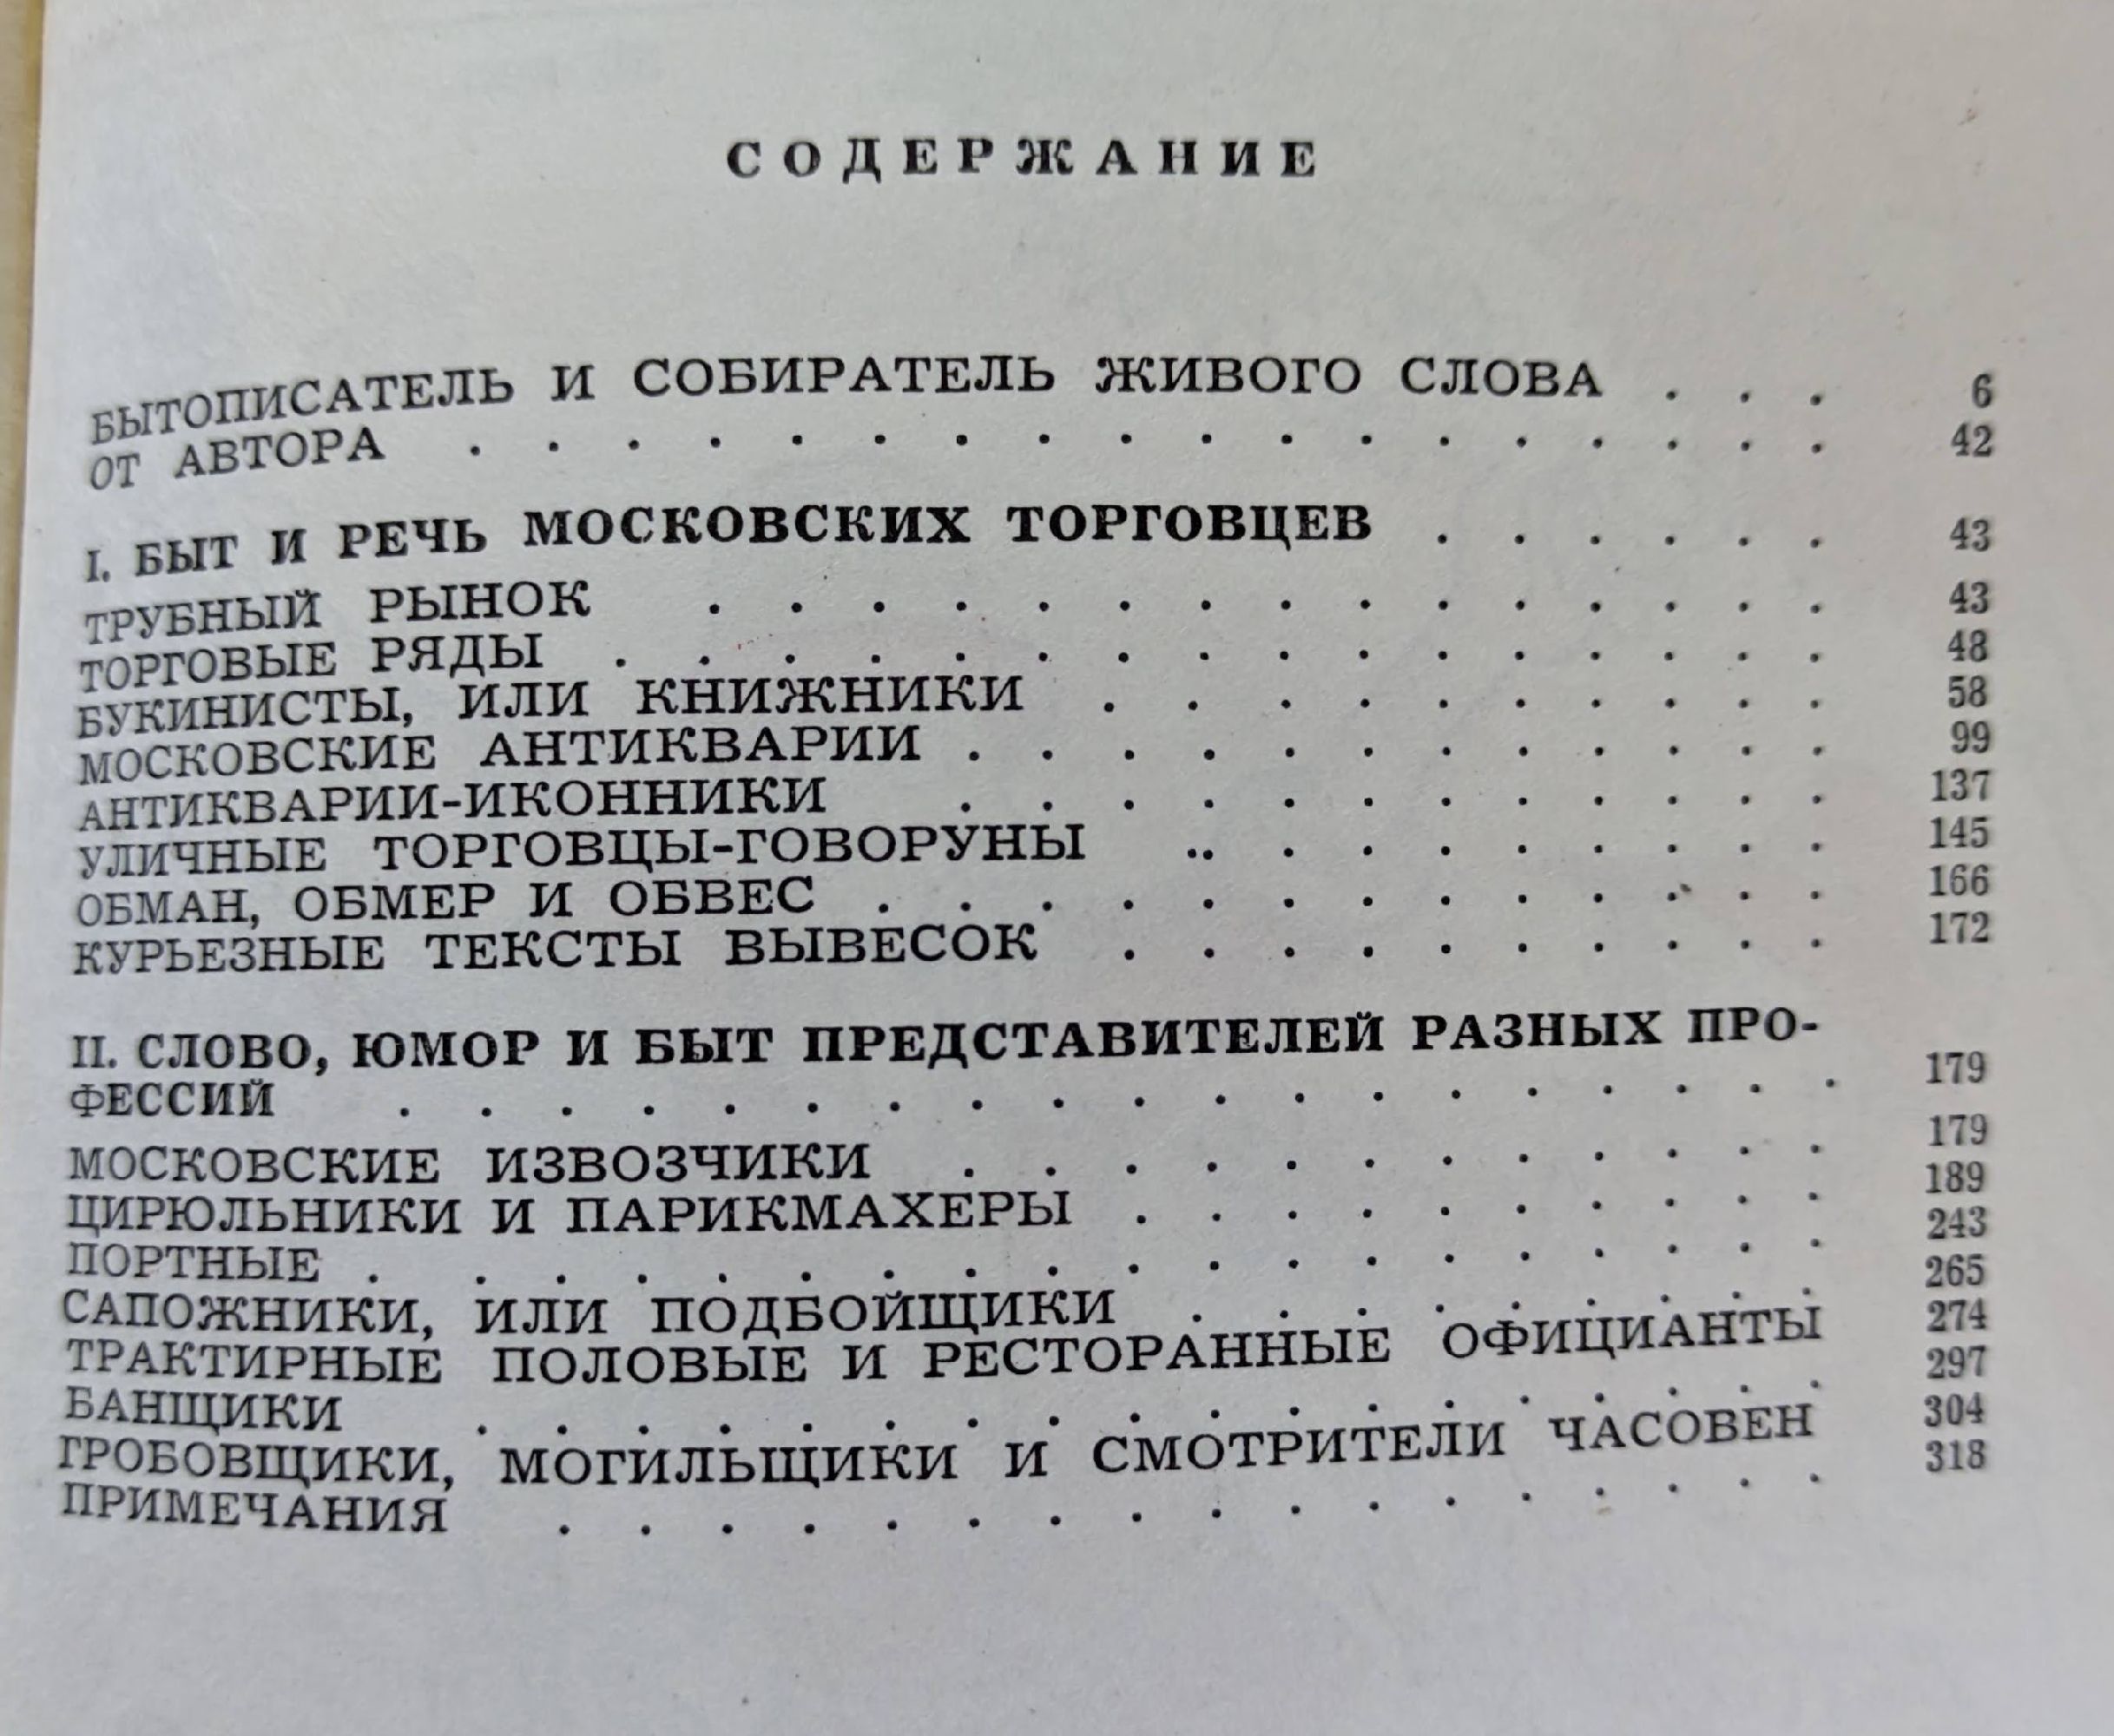 СОДЕРЖАНИЕ
БЫТОПИСАТЕЛЬ И СОБИРАТЕЛЬ ЖИВОГО СЛОВА . . . 6
ОТ АВТОРА . . . . . . . . . . . . . . . . . . 42
I. БЫТ И РЕЧЬ МОСКОВСКИХ ТОРГОВЦЕВ . . . . . . 43
ТРУБНЫЙ РЫНОК . . . . . . . . . . . . . . . 43
ТОРГОВЫЕ РЯДЫ . . . . . . . . . . . . . . . . 48
БУКИНИСТЫ, ИЛИ КНИЖНИКИ . . . . . . . . . . 58
МОСКОВСКИЕ АНТИКВАРИИ . . . . . . . . . . . . 99
АНТИКВАРИИ-ИКОННИКИ . . . . . . . . . . . . 137
УЛИЧНЫЕ ТОРГОВЦЫ-ГОВОРУНЫ .. . . . . . . . . 145
ОБМАН, ОБМЕР И ОБВЕС . . . . . . . . . . . . . 166
КУРЬЕЗНЫЕ ТЕКСТЫ ВЫВЕСОК . . . . . . . . . . 172
II. СЛОВО, ЮМОР И БЫТ ПРЕДСТАВИТЕЛЕЙ РАЗНЫХ ПРО-
ФЕССИЙ . . . . . . . . . . . . . . . . . . . 179
МОСКОВСКИЕ ИЗВОЗЧИКИ . . . . . . . . . . . . 179
ЦИРЮЛЬНИКИ И ПАРИКМАХЕРЫ . . . . . . . . . . 189
ПОРТНЫЕ . . . . . . . . . . . . . . . . . . . 243
САПОЖНИКИ, ИЛИ ПОДБОЙЩИКИ . . . . . . . . . 265
ТРАКТИРНЫЕ ПОЛОВЫЕ И РЕСТОРАННЫЕ ОФИЦИАНТЫ 274
БАНЩИКИ . . . . . . . . . . . . . . . . . . 297
ГРОБОВЩИКИ, МОГИЛЬЩИКИ И СМОТРИТЕЛИ ЧАСОВЕН 304
ПРИМЕЧАНИЯ . . . . . . . . . . . . . . . . . 318